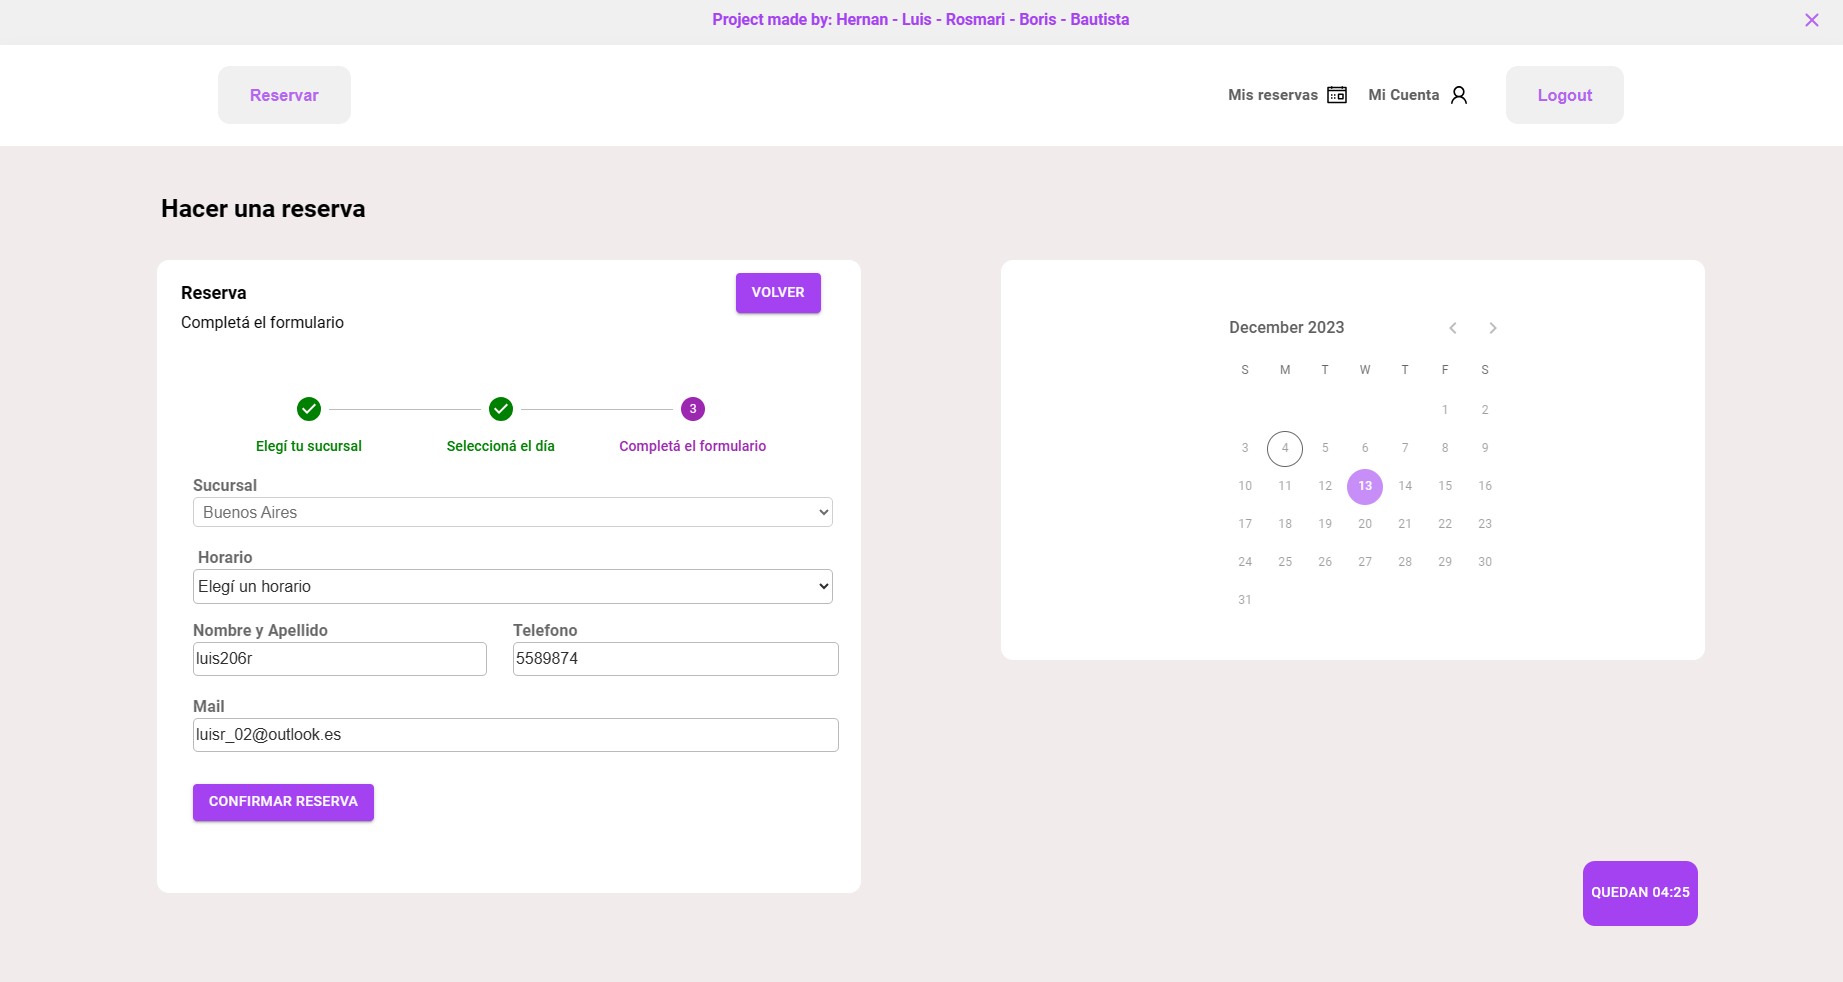 Project made by: Hernan - Luis - Rosmari - Boris - Bautista
Reservar
Mis reservas
Mi Cuenta
Logout
Hacer una reserva
Reserva
VOLVER
Completá el formulario
3
Elegí tu sucursal
Seleccioná el día
Completá el formulario
Sucursal
Buenos Aires
Horario
Elegí un horario
Nombre y Apellido
Telefono
luis206r
5589874
Mail
luisr_02@outlook.es
CONFIRMAR RESERVA
December 2023
S M T W T F S
1 2
3 4 5 6 7 8 9
10 11 12 13 14 15 16
17 18 19 20 21 22 23
24 25 26 27 28 29 30
31
QUEDAN 04:25